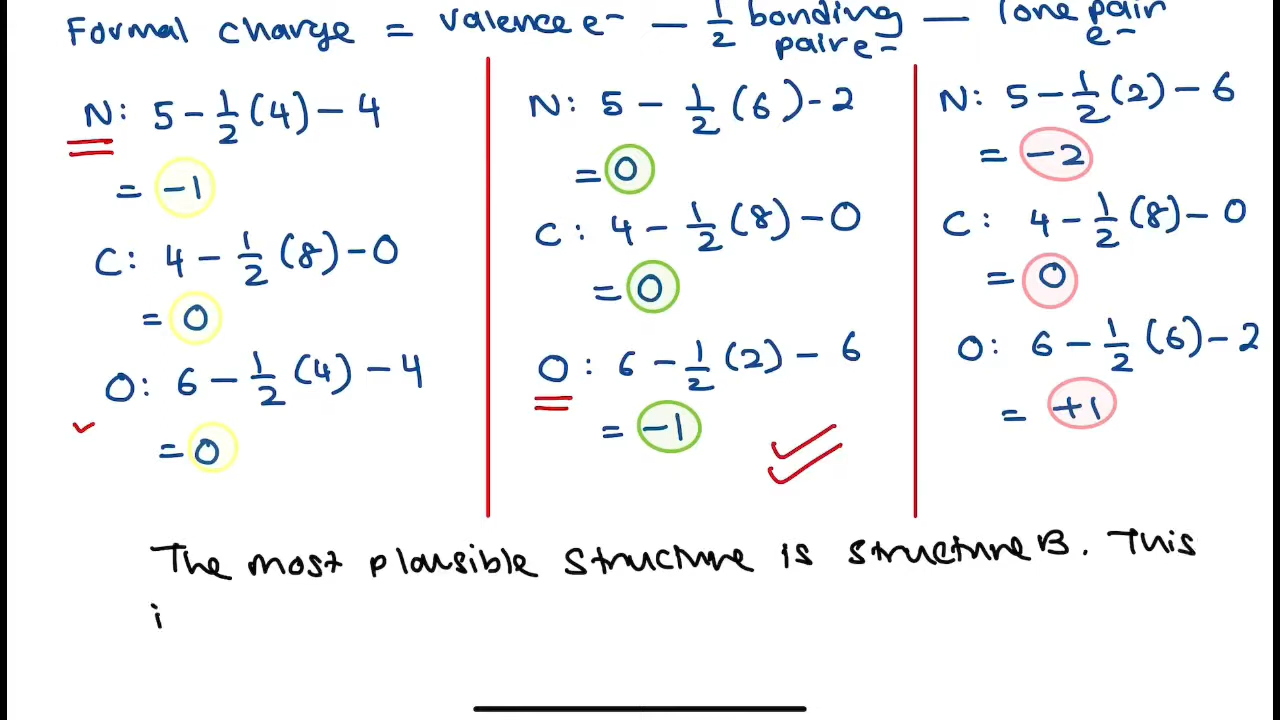 Formal charge = valence e⁻ − 1/2 bonding pair e⁻ − lone pair e⁻
N: 5 − 1/2 (4) − 4
= −1
C: 4 − 1/2 (8) − 0
= 0
O: 6 − 1/2 (4) − 4
= 0
N: 5 − 1/2 (6) − 2
= 0
C: 4 − 1/2 (8) − 0
= 0
O: 6 − 1/2 (2) − 6
= −1
N: 5 − 1/2 (2) − 6
= −2
C: 4 − 1/2 (8) − 0
= 0
O: 6 − 1/2 (6) − 2
= +1
The most plausible structure is structure B. This
i